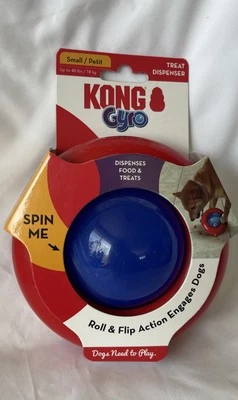 Small / Petit
Up to 40 lbs / 18 kg
TREAT
DISPENSER
KONG
Gyro
DISPENSES
FOOD &
TREATS
SPIN
ME
Roll & Flip Action Engages Dogs
Dogs Need to Play.